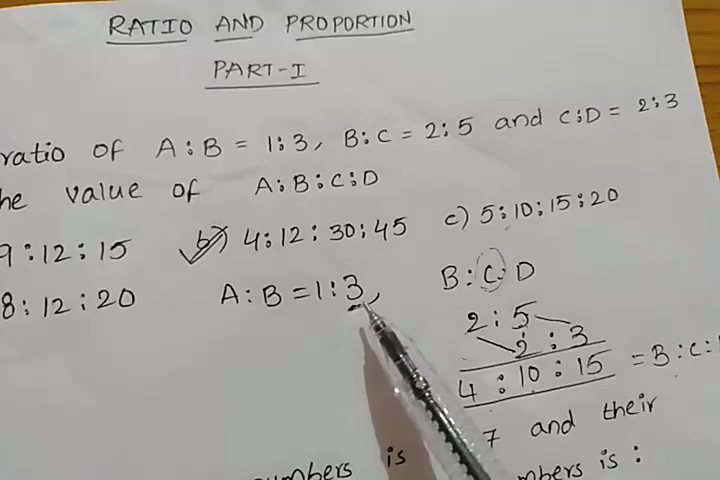 RATIO AND PROPORTION
PART-I
ratio of A:B = 1:3, B:C = 2:5 and C:D = 2:3
he value of A:B:C:D
9:12:15 b) 4:12:30:45 c) 5:10:15:20
8:12:20 A:B=1:3, B:C:D
2:5
2:3
4:10:15 = B:C:
7 and their
numbers is mbers is: